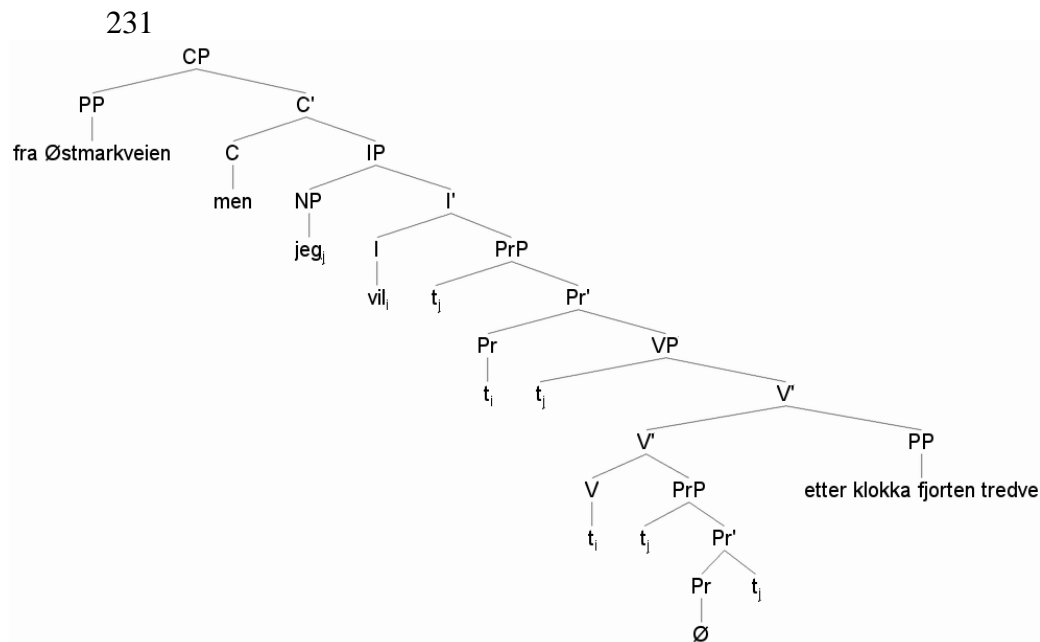 231
CP
PP C'
fra Østmarkveien C IP
men NP I'
jegⱼ I PrP
vilᵢ tⱼ Pr'
Pr VP
tᵢ tⱼ V'
V' PP
V PrP etter klokka fjorten tredve
tᵢ tⱼ Pr'
Pr tⱼ
Ø